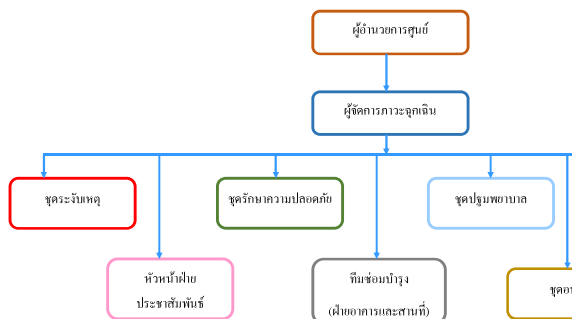 ผู้อำนวยการศูนย์
ผู้จัดการภาวะฉุกเฉิน
ชุดระงับเหตุ
ชุดรักษาความปลอดภัย
ชุดปฐมพยาบาล
หัวหน้าฝ่าย
ประชาสัมพันธ์
ทีมซ่อมบำรุง
(ฝ่ายอาคารและสานที่)